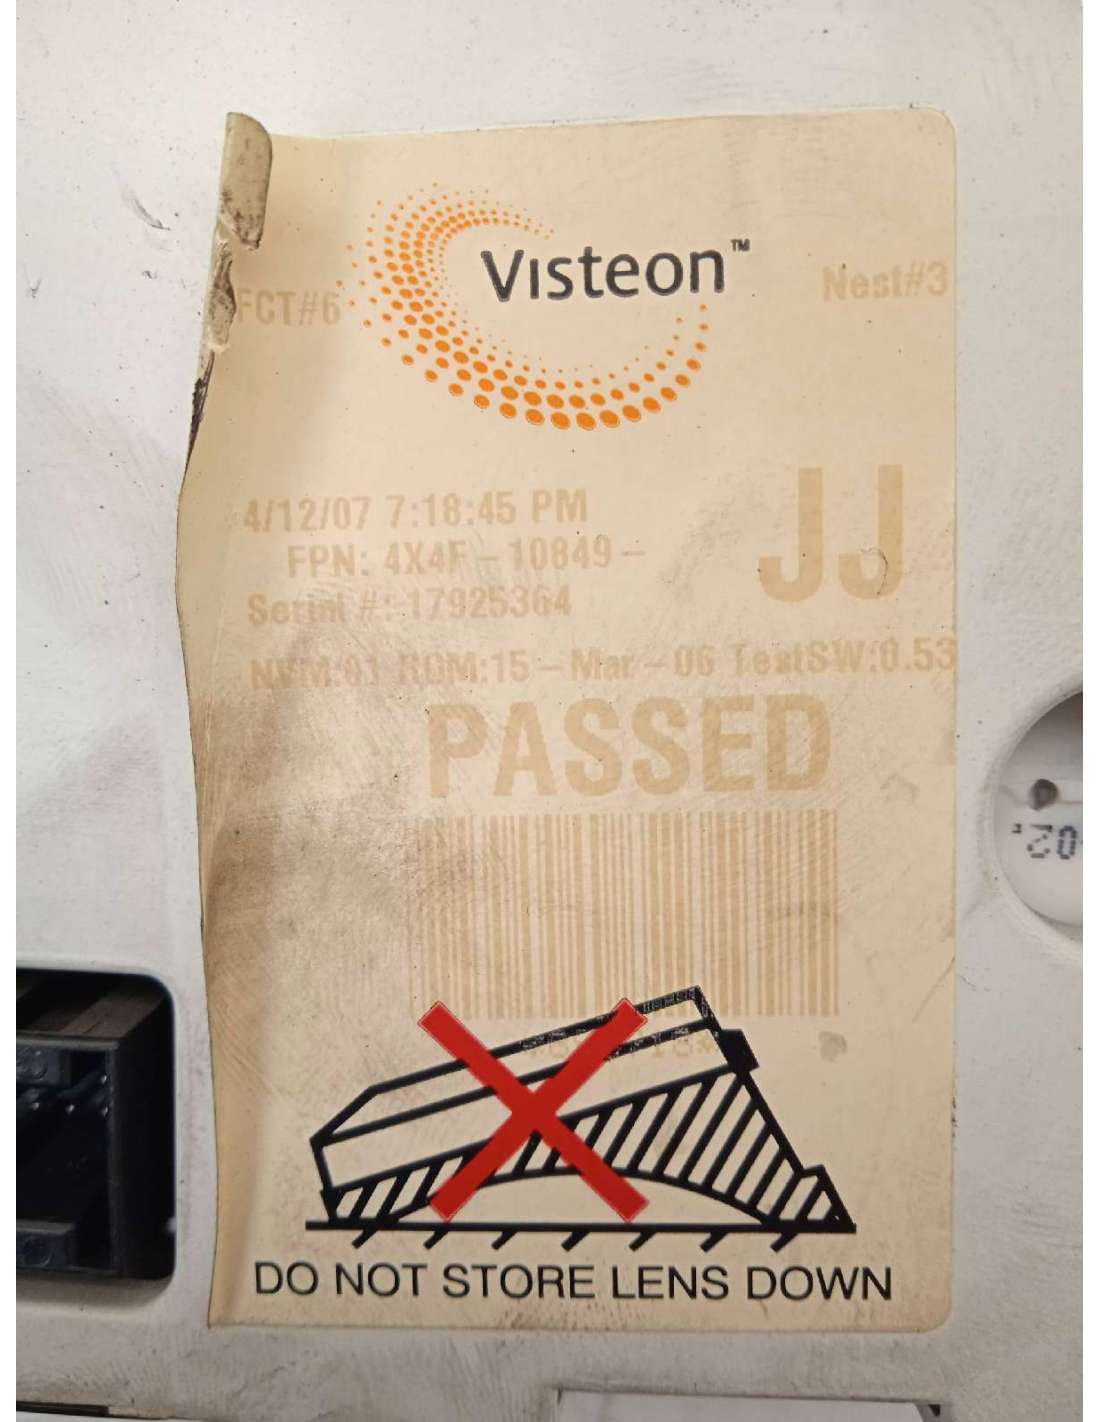 Visteon™
FCT#6
Nest#3
4/12/07 7:18:45 PM
JJ
FPN: 4X4F-10849-
Serial #: 17925364
NVM:01 ROM:15-Mar-06 TestSW:0.53
PASSED
DO NOT STORE LENS DOWN